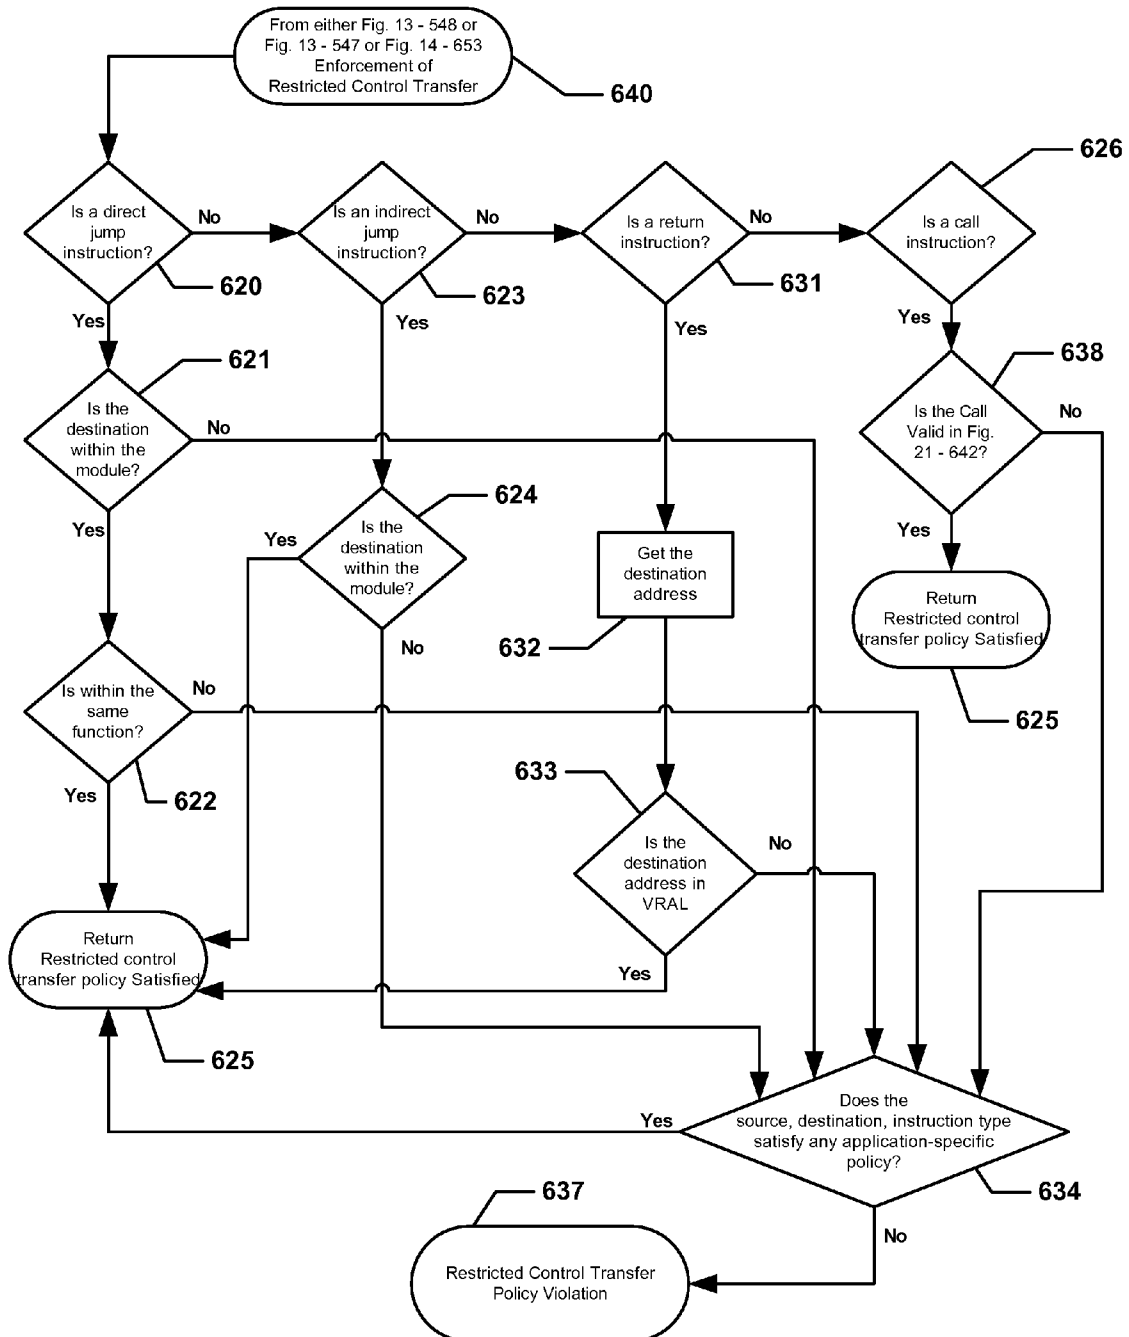 From either Fig. 13 - 548 or
Fig. 13 - 547 or Fig. 14 - 653
Enforcement of
Restricted Control Transfer
640
626
Is a direct
jump
instruction?
No
Is an indirect
jump
instruction?
No
Is a return
instruction?
No
Is a call
instruction?
620
623
631
Yes
Yes
Yes
Yes
621
638
Is the
destination
within the
module?
No
Is the Call
Valid in Fig.
21 - 642?
No
624
Yes
Yes
Is the
destination
within the
module?
Yes
Get the
destination
address
Return
Restricted control
transfer policy Satisfied
632
No
Is within the
same
function?
No
625
633
Yes
622
Is the
destination
address in
VRAL
No
Return
Restricted control
transfer policy Satisfied
Yes
625
Does the
source, destination, instruction type
satisfy any application-specific
policy?
Yes
634
637
No
Restricted Control Transfer
Policy Violation